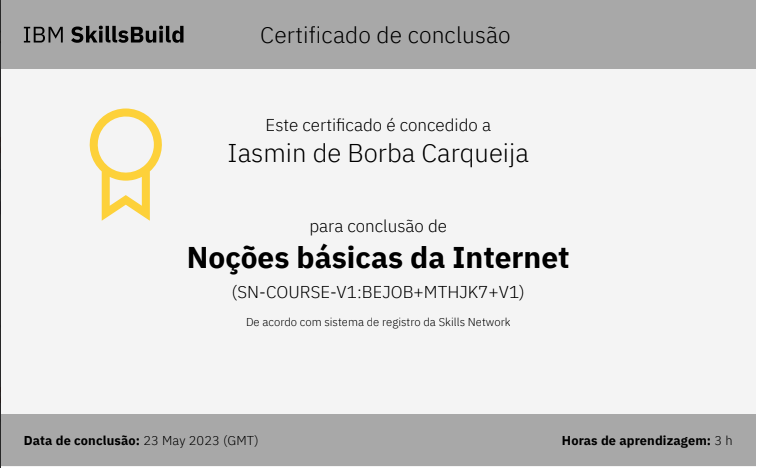 IBM SkillsBuild
Certificado de conclusão
Este certificado é concedido a
Iasmin de Borba Carqueija
para conclusão de
Noções básicas da Internet
(SN-COURSE-V1:BEJOB+MTHJK7+V1)
De acordo com sistema de registro da Skills Network
Data de conclusão: 23 May 2023 (GMT)
Horas de aprendizagem: 3 h